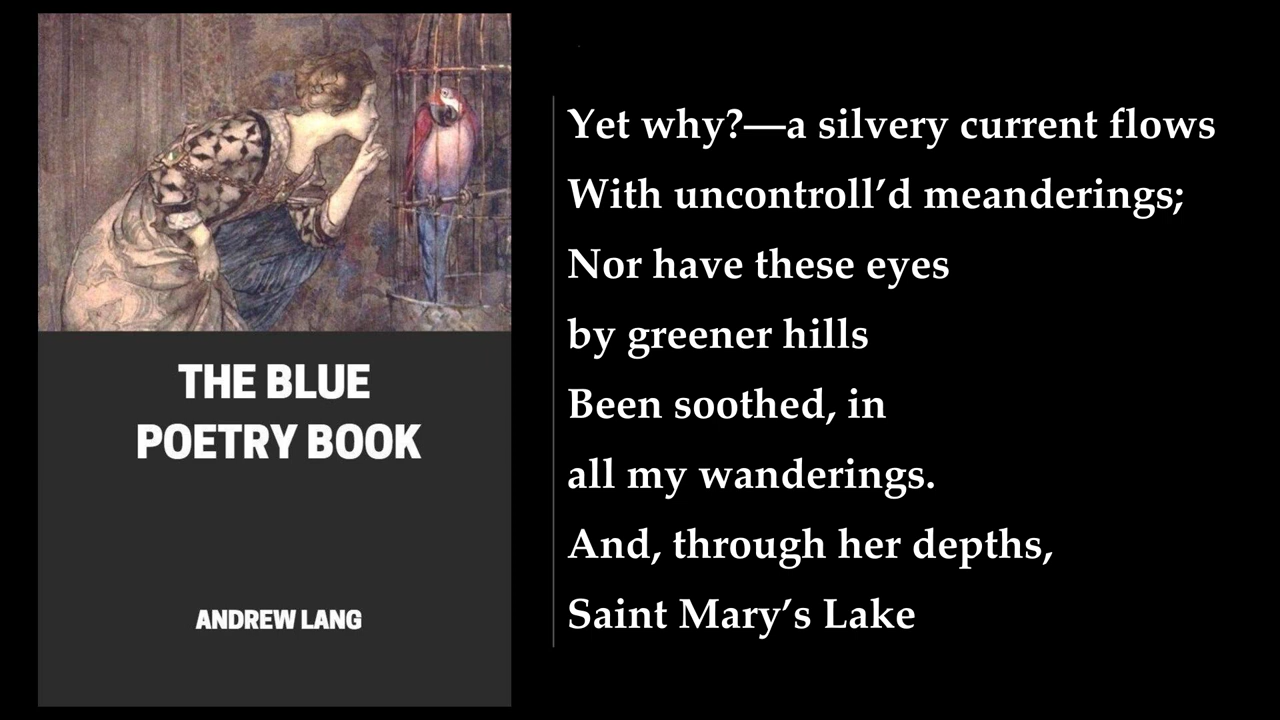 THE BLUE
POETRY BOOK
ANDREW LANG
Yet why?—a silvery current flows
With uncontroll’d meanderings;
Nor have these eyes
by greener hills
Been soothed, in
all my wanderings.
And, through her depths,
Saint Mary’s Lake